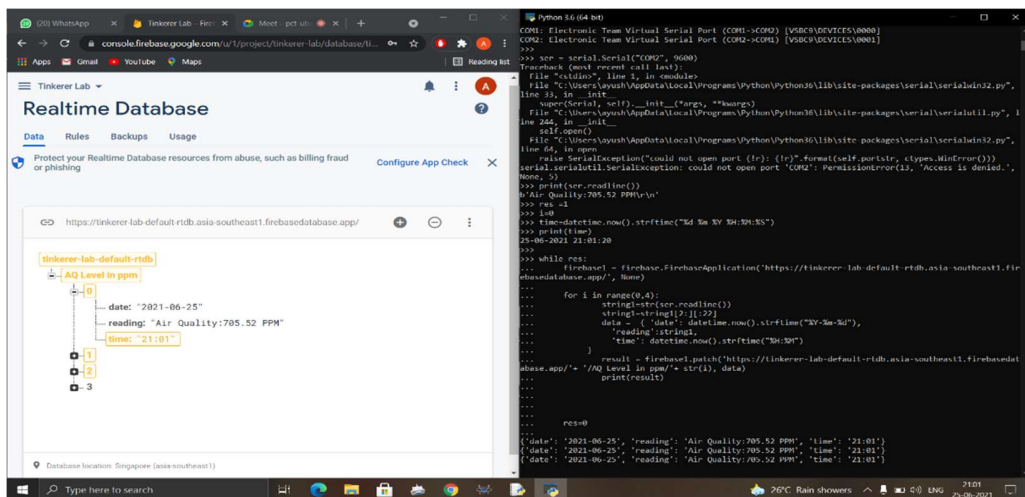 (20) WhatsApp
Tinkerer Lab - Fire
Meet - pct
console.firebase.google.com/u/1/project/tinkerer-lab/database/ti...
Apps Gmail YouTube Maps Reading list
Tinkerer Lab
A
Realtime Database
Data Rules Backups Usage
Protect your Realtime Database resources from abuse, such as billing fraud
or phishing
Configure App Check
https://tinkerer-lab-default-rtdb.asia-southeast1.firebasedatabase.app/
tinkerer-lab-default-rtdb
AQ Level in ppm
0
date: "2021-06-25"
reading: "Air Quality:705.52 PPM"
time: "21:01"
1
2
3
Database location: Singapore (asia-southeast1)
Python 3.6 (64-bit)
COM1: Electronic Team Virtual Serial Port (COM1->COM2) [VSBC9\DEVICES\0000]
COM2: Electronic Team Virtual Serial Port (COM2->COM1) [VSBC9\DEVICES\0001]
>>>
>>> ser = serial.Serial("COM2", 9600)
Traceback (most recent call last):
File "<stdin>", line 1, in <module>
File "C:\Users\ayush\AppData\Local\Programs\Python\Python36\lib\site-packages\serial\serialwin32.py",
line 33, in __init__
super(Serial, self).__init__(*args, **kwargs)
File "C:\Users\ayush\AppData\Local\Programs\Python\Python36\lib\site-packages\serial\serialutil.py", l
ine 244, in __init__
self.open()
File "C:\Users\ayush\AppData\Local\Programs\Python\Python36\lib\site-packages\serial\serialwin32.py",
line 64, in open
raise SerialException("could not open port {!r}: {!r}".format(self.portstr, ctypes.WinError()))
serial.serialutil.SerialException: could not open port 'COM2': PermissionError(13, 'Access is denied.',
None, 5)
>>> print(ser.readline())
b'Air Quality:705.52 PPM\r\n'
>>> res =1
>>> i=0
>>> time=datetime.now().strftime("%d %m %Y %H:%M:%S")
>>> print(time)
25-06-2021 21:01:20
>>>
>>> while res:
... firebase1 = firebase.FirebaseApplication('https://tinkerer-lab-default-rtdb.asia-southeast1.fir
ebasedatabase.app/', None)
...
... for i in range(0,4):
... string1=str(ser.readline())
... string1=string1[2:][:22]
... data = { 'date': datetime.now().strftime("%Y-%m-%d"),
... 'reading':string1,
... 'time': datetime.now().strftime("%H:%M")
... }
... result = firebase1.patch('https://tinkerer-lab-default-rtdb.asia-southeast1.firebasedat
abase.app/'+ '/AQ Level in ppm/'+ str(i), data)
... print(result)
...
...
...
... res=0
...
{'date': '2021-06-25', 'reading': 'Air Quality:705.52 PPM', 'time': '21:01'}
{'date': '2021-06-25', 'reading': 'Air Quality:705.52 PPM', 'time': '21:01'}
{'date': '2021-06-25', 'reading': 'Air Quality:705.52 PPM', 'time': '21:01'}
Type here to search
26°C Rain showers
ENG
21:01
25-06-2021